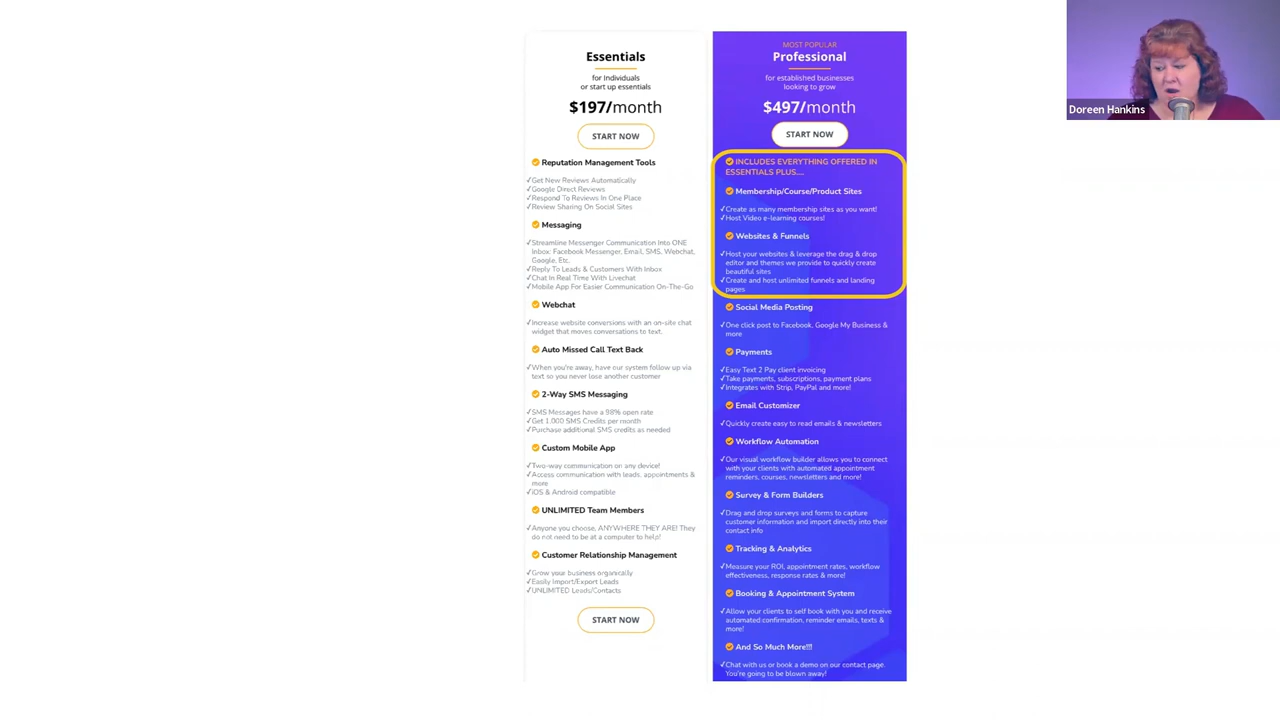 Essentials
for Individuals
or start up essentials
$197/month
START NOW
Reputation Management Tools
✓Get New Reviews Automatically
✓Google Direct Reviews
✓Respond To Reviews In One Place
✓Review Sharing On Social Sites
Messaging
✓Streamline Messenger Communication Into ONE
Inbox. Facebook Messenger, Email, SMS, Webchat,
Google, Etc.
✓Reply To Leads & Customers With Inbox
✓Chat In Real Time With Livechat
✓Mobile App For Easier Communication On-The-Go
Webchat
✓Increase website conversions with an on-site chat
widget that moves conversations to text.
Auto Missed Call Text Back
✓When you're away, have our system follow up via
text so you never lose another customer
2-Way SMS Messaging
✓SMS Messages have a 98% open rate
✓Get 1,000 SMS Credits per month
✓Purchase additional SMS credits as needed
Custom Mobile App
✓Two-way communication on any device!
✓Access communication with leads, appointments &
more
✓iOS & Android compatible
UNLIMITED Team Members
✓Anyone you choose, ANYWHERE THEY ARE! They
do not need to be at a computer to help!
Customer Relationship Management
✓Grow your business organically
✓Easily Import/Export Leads
✓UNLIMITED Leads/Contacts
START NOW
MOST POPULAR
Professional
for established businesses
looking to grow
$497/month
START NOW
INCLUDES EVERYTHING OFFERED IN
ESSENTIALS PLUS....
Membership/Course/Product Sites
✓Create as many membership sites as you want!
✓Host Video e-learning courses!
Websites & Funnels
✓Host your websites & leverage the drag & drop
editor and themes we provide to quickly create
beautiful sites
✓Create and host unlimited funnels and landing
pages
Social Media Posting
✓One click post to Facebook, Google My Business &
more
Payments
✓Easy Text 2 Pay client invoicing
✓Take payments, subscriptions, payment plans
✓Integrates with Strip, PayPal and more!
Email Customizer
✓Quickly create easy to read emails & newsletters
Workflow Automation
✓Our visual workflow builder allows you to connect
with your clients with automated appointment
reminders, courses, newsletters and more!
Survey & Form Builders
✓Drag and drop surveys and forms to capture
customer information and import directly into their
contact info
Tracking & Analytics
✓Measure your ROI, appointment rates, workflow
effectiveness, response rates & more!
Booking & Appointment System
✓Allow your clients to self book with you and receive
automated confirmation, reminder emails, texts &
more!
And So Much More!!!
✓Chat with us or book a demo on our contact page.
You're going to be blown away!
Doreen Hankins